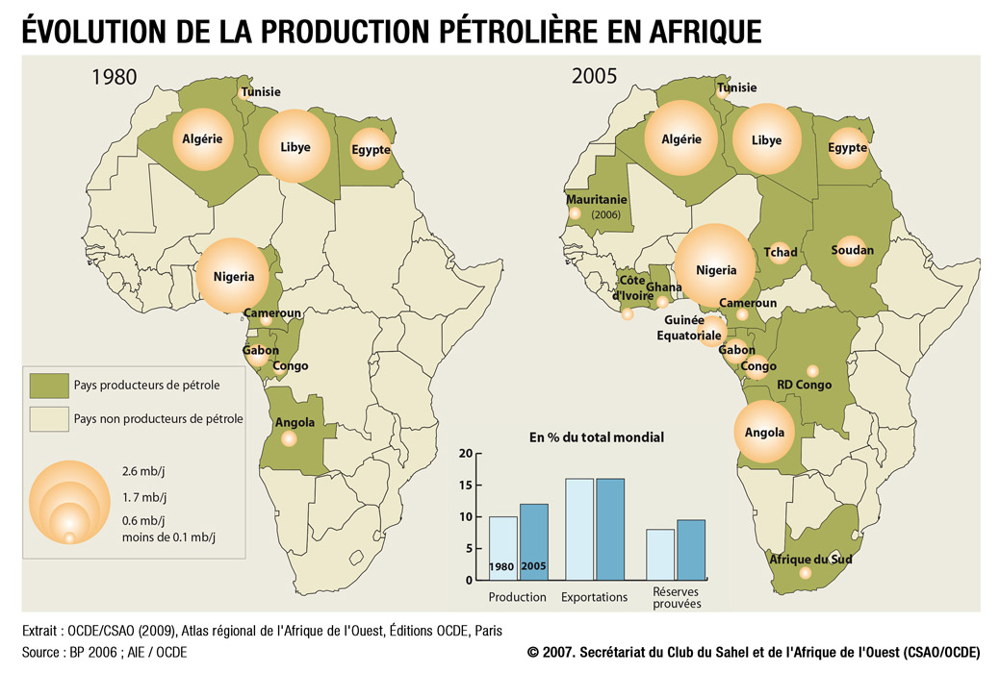 ÉVOLUTION DE LA PRODUCTION PÉTROLIÈRE EN AFRIQUE
1980
Tunisie
Algérie
Libye
Egypte
Nigeria
Cameroun
Gabon
Congo
Angola
2005
Tunisie
Algérie
Libye
Egypte
Mauritanie
(2006)
Tchad
Soudan
Nigeria
Côte
d'Ivoire
Ghana
Cameroun
Guinée
Equatoriale
Gabon
Congo
RD Congo
Angola
Afrique du Sud
Pays producteurs de pétrole
Pays non producteurs de pétrole
2.6 mb/j
1.7 mb/j
0.6 mb/j
moins de 0.1 mb/j
En % du total mondial
20
15
10
5
0
1980
2005
Production
Exportations
Réserves
prouvées
Extrait : OCDE/CSAO (2009), Atlas régional de l'Afrique de l'Ouest, Éditions OCDE, Paris
Source : BP 2006 ; AIE / OCDE
© 2007. Secrétariat du Club du Sahel et de l'Afrique de l'Ouest (CSAO/OCDE)